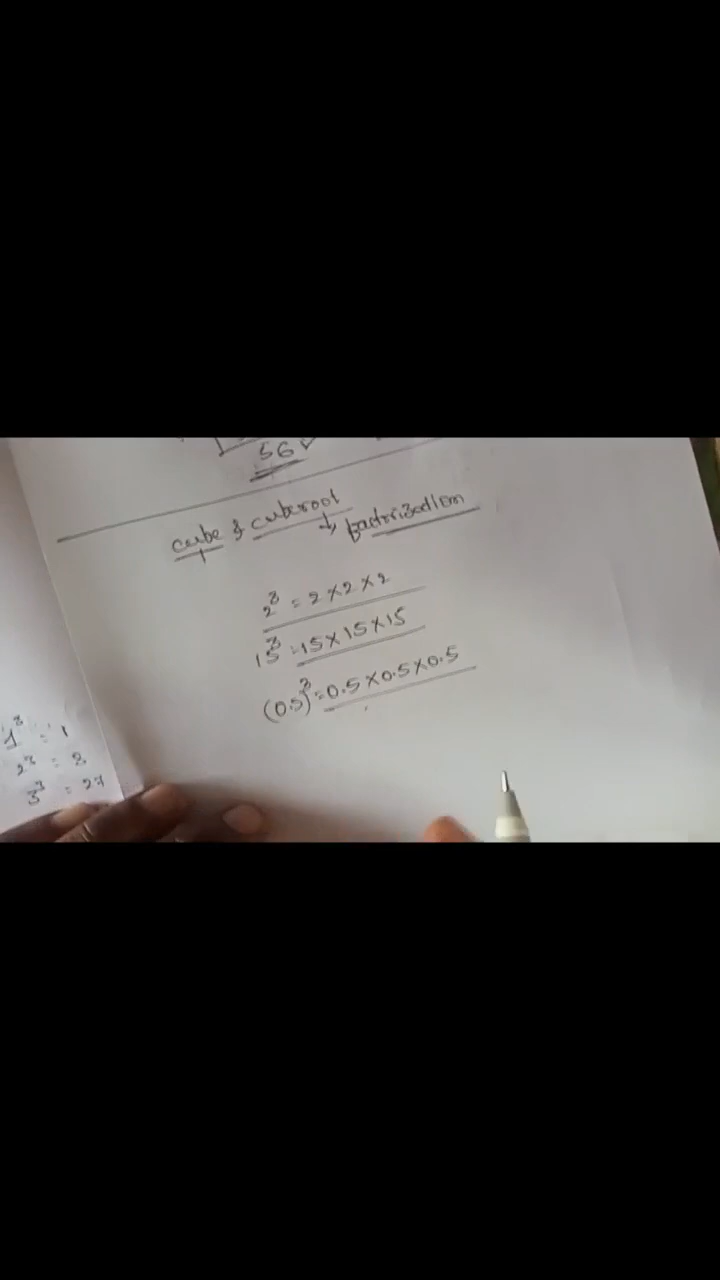 56 ✓
cube & cuberoot
↳ factorization
2³ = 2×2×2
15³ = 15×15×15
(0.5)³ = 0.5×0.5×0.5
1³ = 1
2³ = 8
3³ = 27